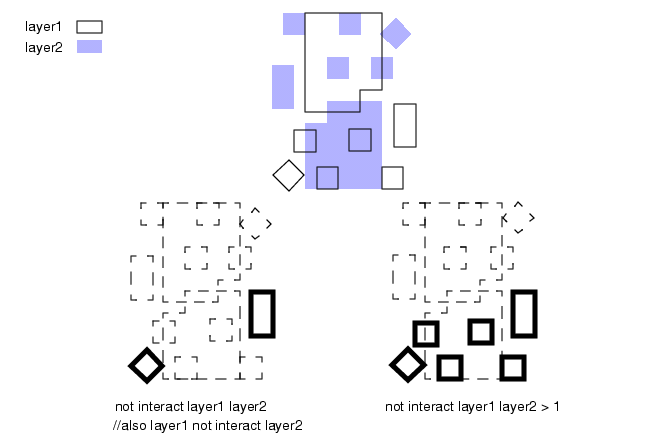 layer1
layer2
not interact layer1 layer2
//also layer1 not interact layer2
not interact layer1 layer2 > 1